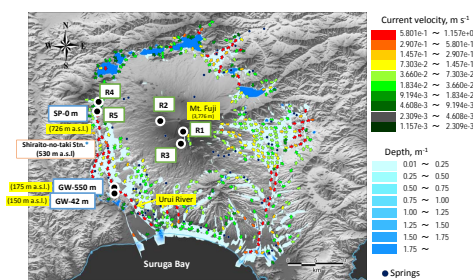 Current velocity, m s⁻¹
5.801e-1 ～ 1.157e+0
2.907e-1 ～ 5.801e-1
1.457e-1 ～ 2.907e-1
7.303e-2 ～ 1.457e-1
3.660e-2 ～ 7.303e-2
1.834e-2 ～ 3.660e-2
9.194e-3 ～ 1.834e-2
4.608e-3 ～ 9.194e-3
2.309e-3 ～ 4.608e-3
1.157e-3 ～ 2.309e-3
Depth, m
0.01 ～ 0.25
0.25 ～ 0.50
0.50 ～ 0.75
0.75 ～ 1.00
1.00 ～ 1.25
1.25 ～ 1.50
1.50 ～ 1.75
1.75 ～
Springs
N
W
E
S
R4
SP-0 m
R5
(726 m a.s.l.)
R2
Mt. Fuji
(3,776 m)
R1
R3
Shiraito-no-taki Stn.*
(530 m a.s.l)
(175 m a.s.l.)
GW-550 m
(150 m a.s.l.)
GW-42 m
Urui River
Suruga Bay
km